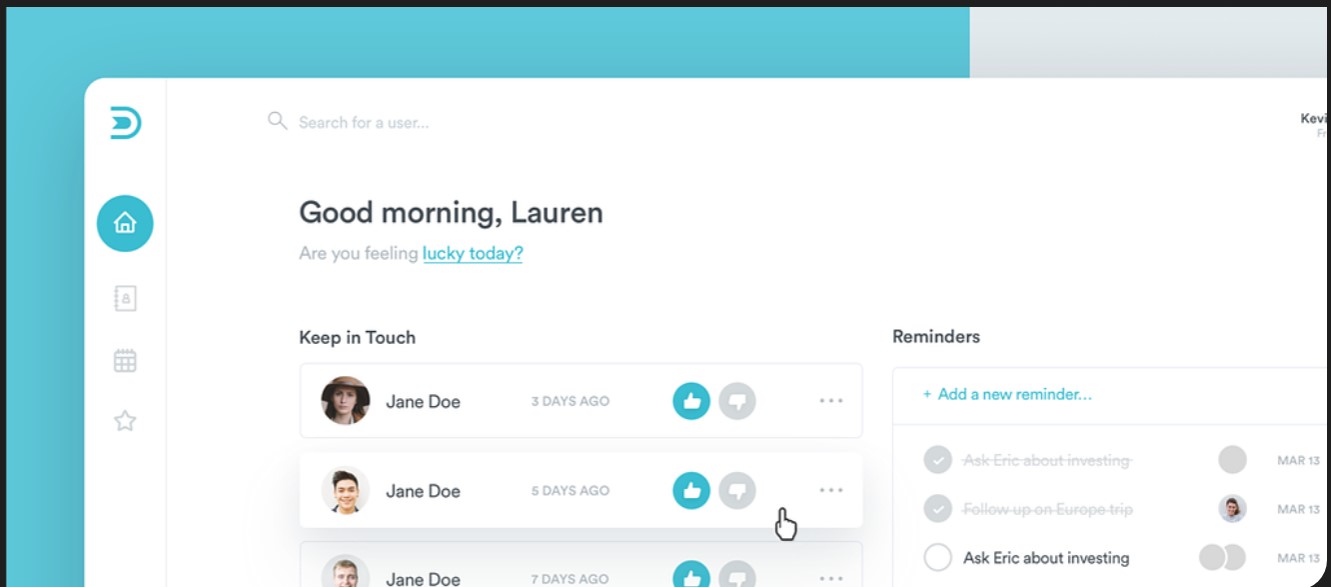 Search for a user...
Kevi
Fr
Good morning, Lauren
Are you feeling lucky today?
Keep in Touch
Jane Doe 3 DAYS AGO
Jane Doe 5 DAYS AGO
Jane Doe 7 DAYS AGO
Reminders
+ Add a new reminder...
Ask Eric about investing MAR 13
Follow up on Europe trip MAR 13
Ask Eric about investing MAR 13